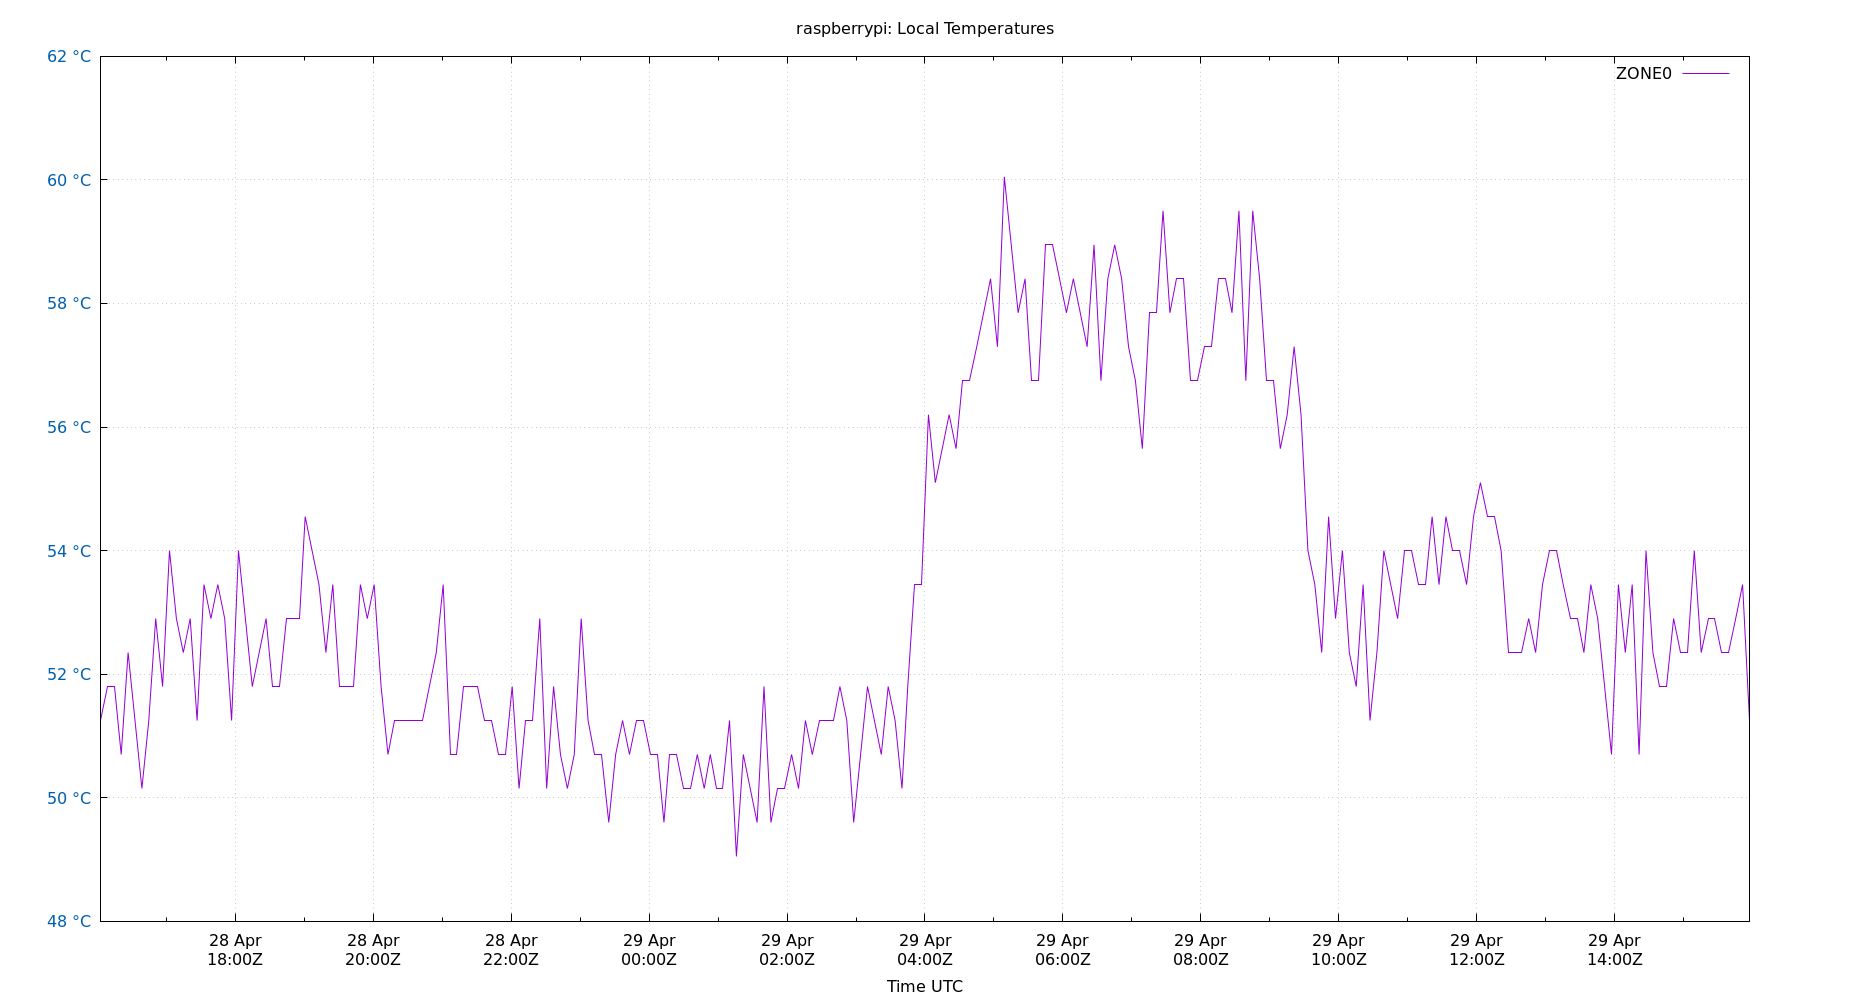 raspberrypi: Local Temperatures
62 °C
ZONE0
60 °C
58 °C
56 °C
54 °C
52 °C
50 °C
48 °C
28 Apr 28 Apr 28 Apr 29 Apr 29 Apr 29 Apr 29 Apr 29 Apr 29 Apr 29 Apr 29 Apr
18:00Z 20:00Z 22:00Z 00:00Z 02:00Z 04:00Z 06:00Z 08:00Z 10:00Z 12:00Z 14:00Z
Time UTC